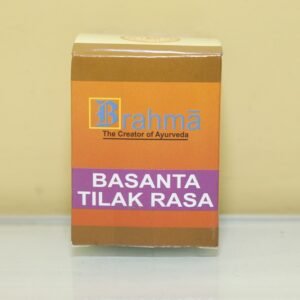 Brahmā
The Creator of Ayurveda
BASANTA
TILAK RASA